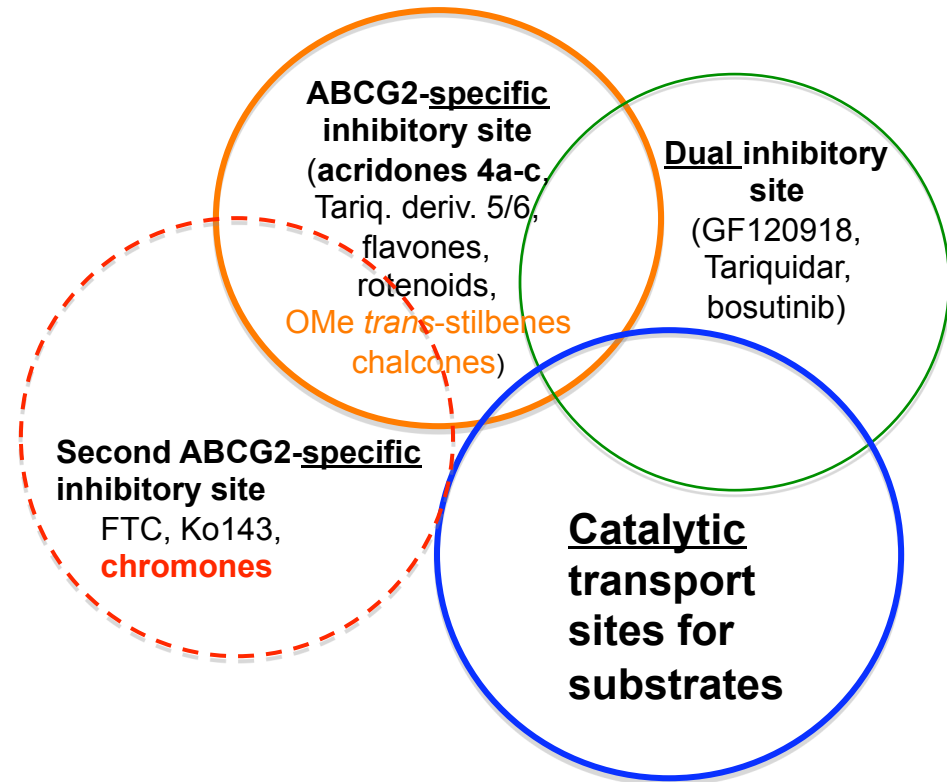 ABCG2-specific
inhibitory site
(acridones 4a-c,
Tariq. deriv. 5/6,
flavones,
rotenoids,
OMe trans-stilbenes
chalcones)
Dual inhibitory
site
(GF120918,
Tariquidar,
bosutinib)
Second ABCG2-specific
inhibitory site
FTC, Ko143,
chromones
Catalytic
transport
sites for
substrates